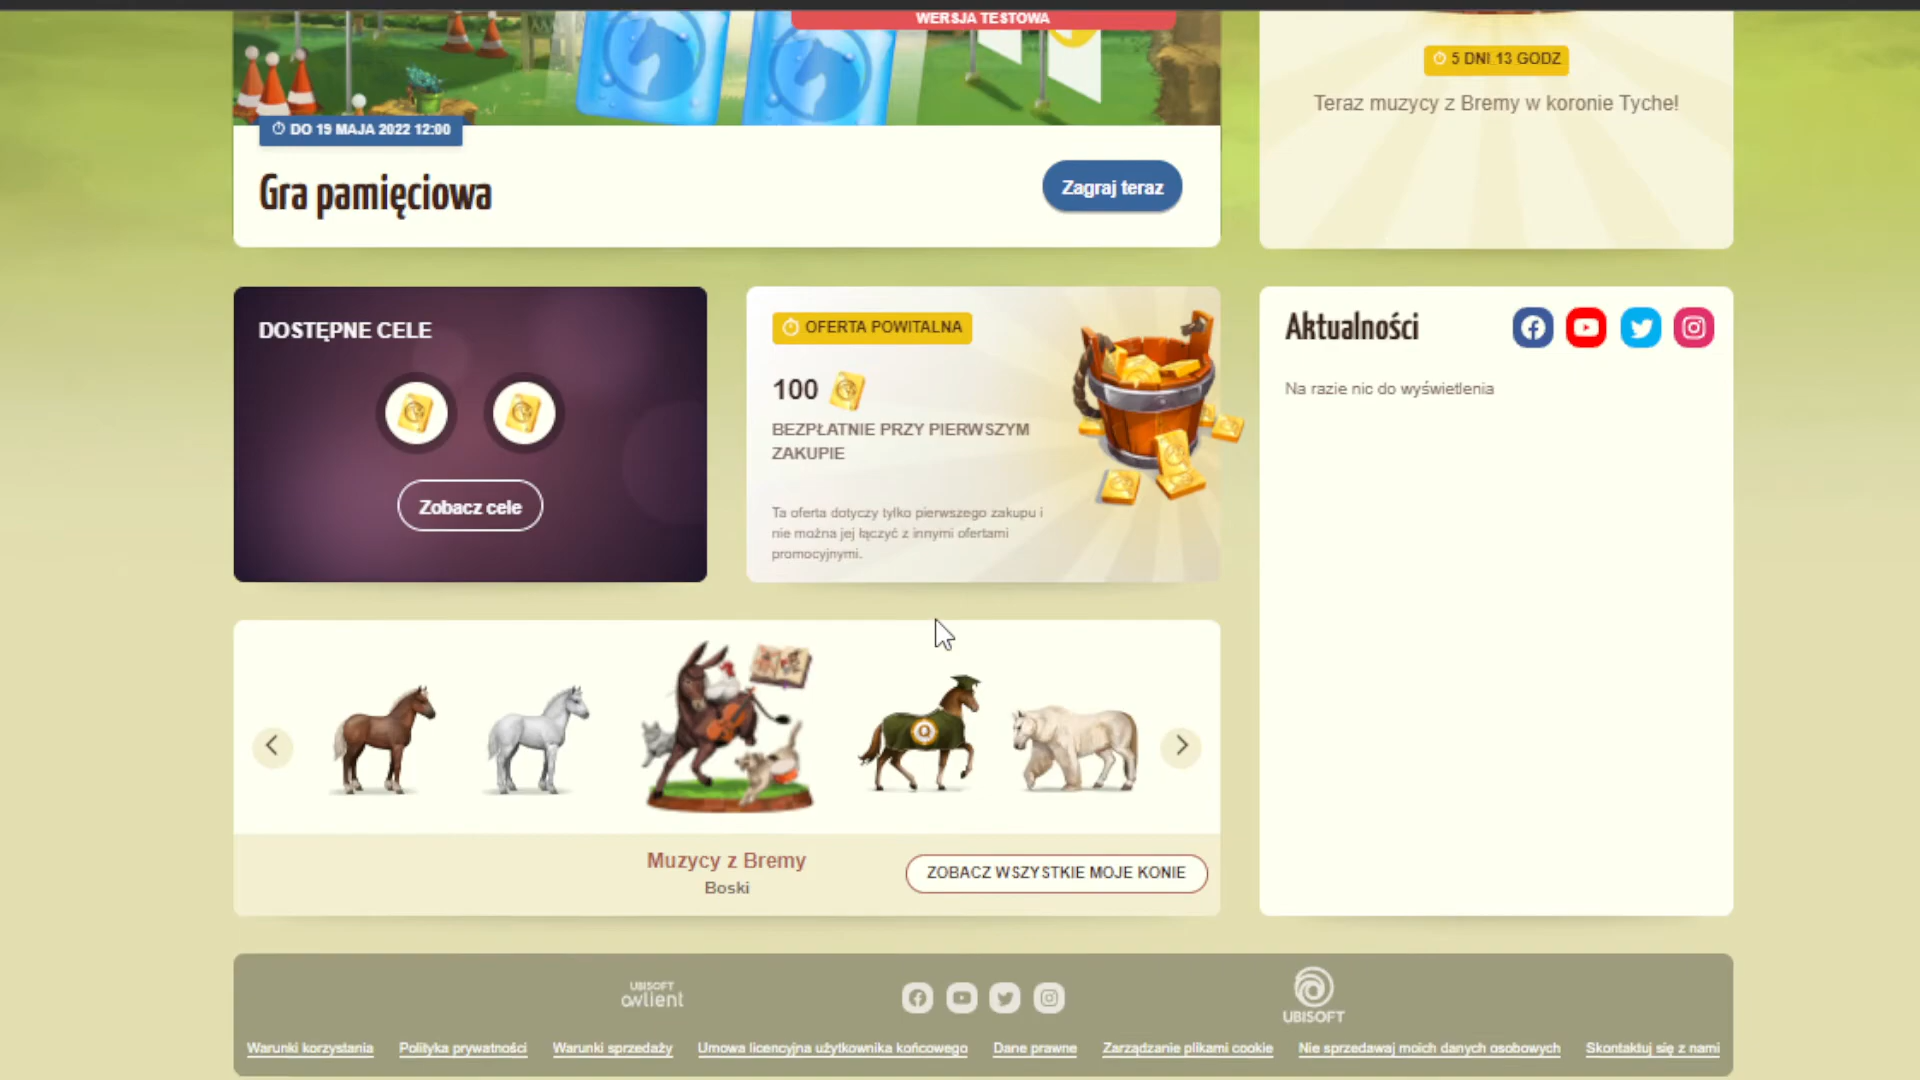 WERSJA TESTOWA
DO 19 MAJA 2022 12:00
Gra pamięciowa
Zagraj teraz
5 DNI 13 GODZ
Teraz muzycy z Bremy w koronie Tyche!
DOSTĘPNE CELE
Zobacz cele
OFERTA POWITALNA
100
BEZPŁATNIE PRZY PIERWSZYM
ZAKUPIE
Ta oferta dotyczy tylko pierwszego zakupu i
nie można jej łączyć z innymi ofertami
promocyjnymi.
Aktualności
Na razie nic do wyświetlenia
Muzycy z Bremy
Boski
ZOBACZ WSZYSTKIE MOJE KONIE
UBISOFT
owlient
UBISOFT
Warunki korzystania Polityka prywatności Warunki sprzedaży Umowa licencyjna użytkownika końcowego Dane prawne Zarządzanie plikami cookie Nie sprzedawaj moich danych osobowych Skontaktuj się z nami